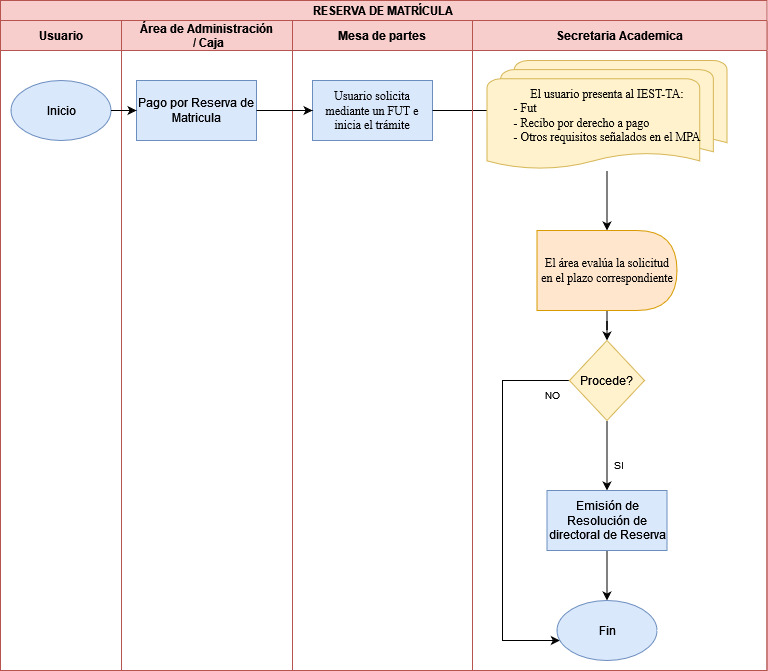 RESERVA DE MATRÍCULA
Usuario
Área de Administración
/ Caja
Mesa de partes
Secretaria Academica
Inicio
Pago por Reserva de
Matricula
Usuario solicita
mediante un FUT e
inicia el trámite
El usuario presenta al IEST-TA:
- Fut
- Recibo por derecho a pago
- Otros requisitos señalados en el MPA
El área evalúa la solicitud
en el plazo correspondiente
Procede?
NO
SI
Emisión de
Resolución de
directoral de Reserva
Fin